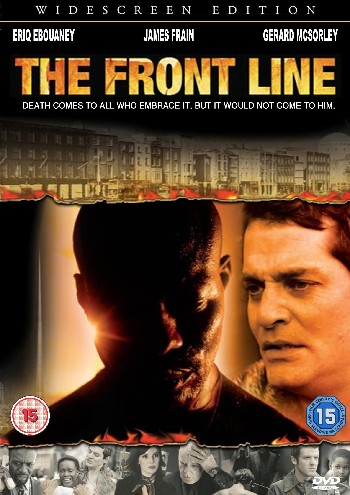 WIDESCREEN EDITION
ERIQ EBOUANEY JAMES FRAIN GERARD MCSORLEY
THE FRONT LINE
DEATH COMES TO ALL WHO EMBRACE IT. BUT IT WOULD NOT COME TO HIM.
15 15
DVD